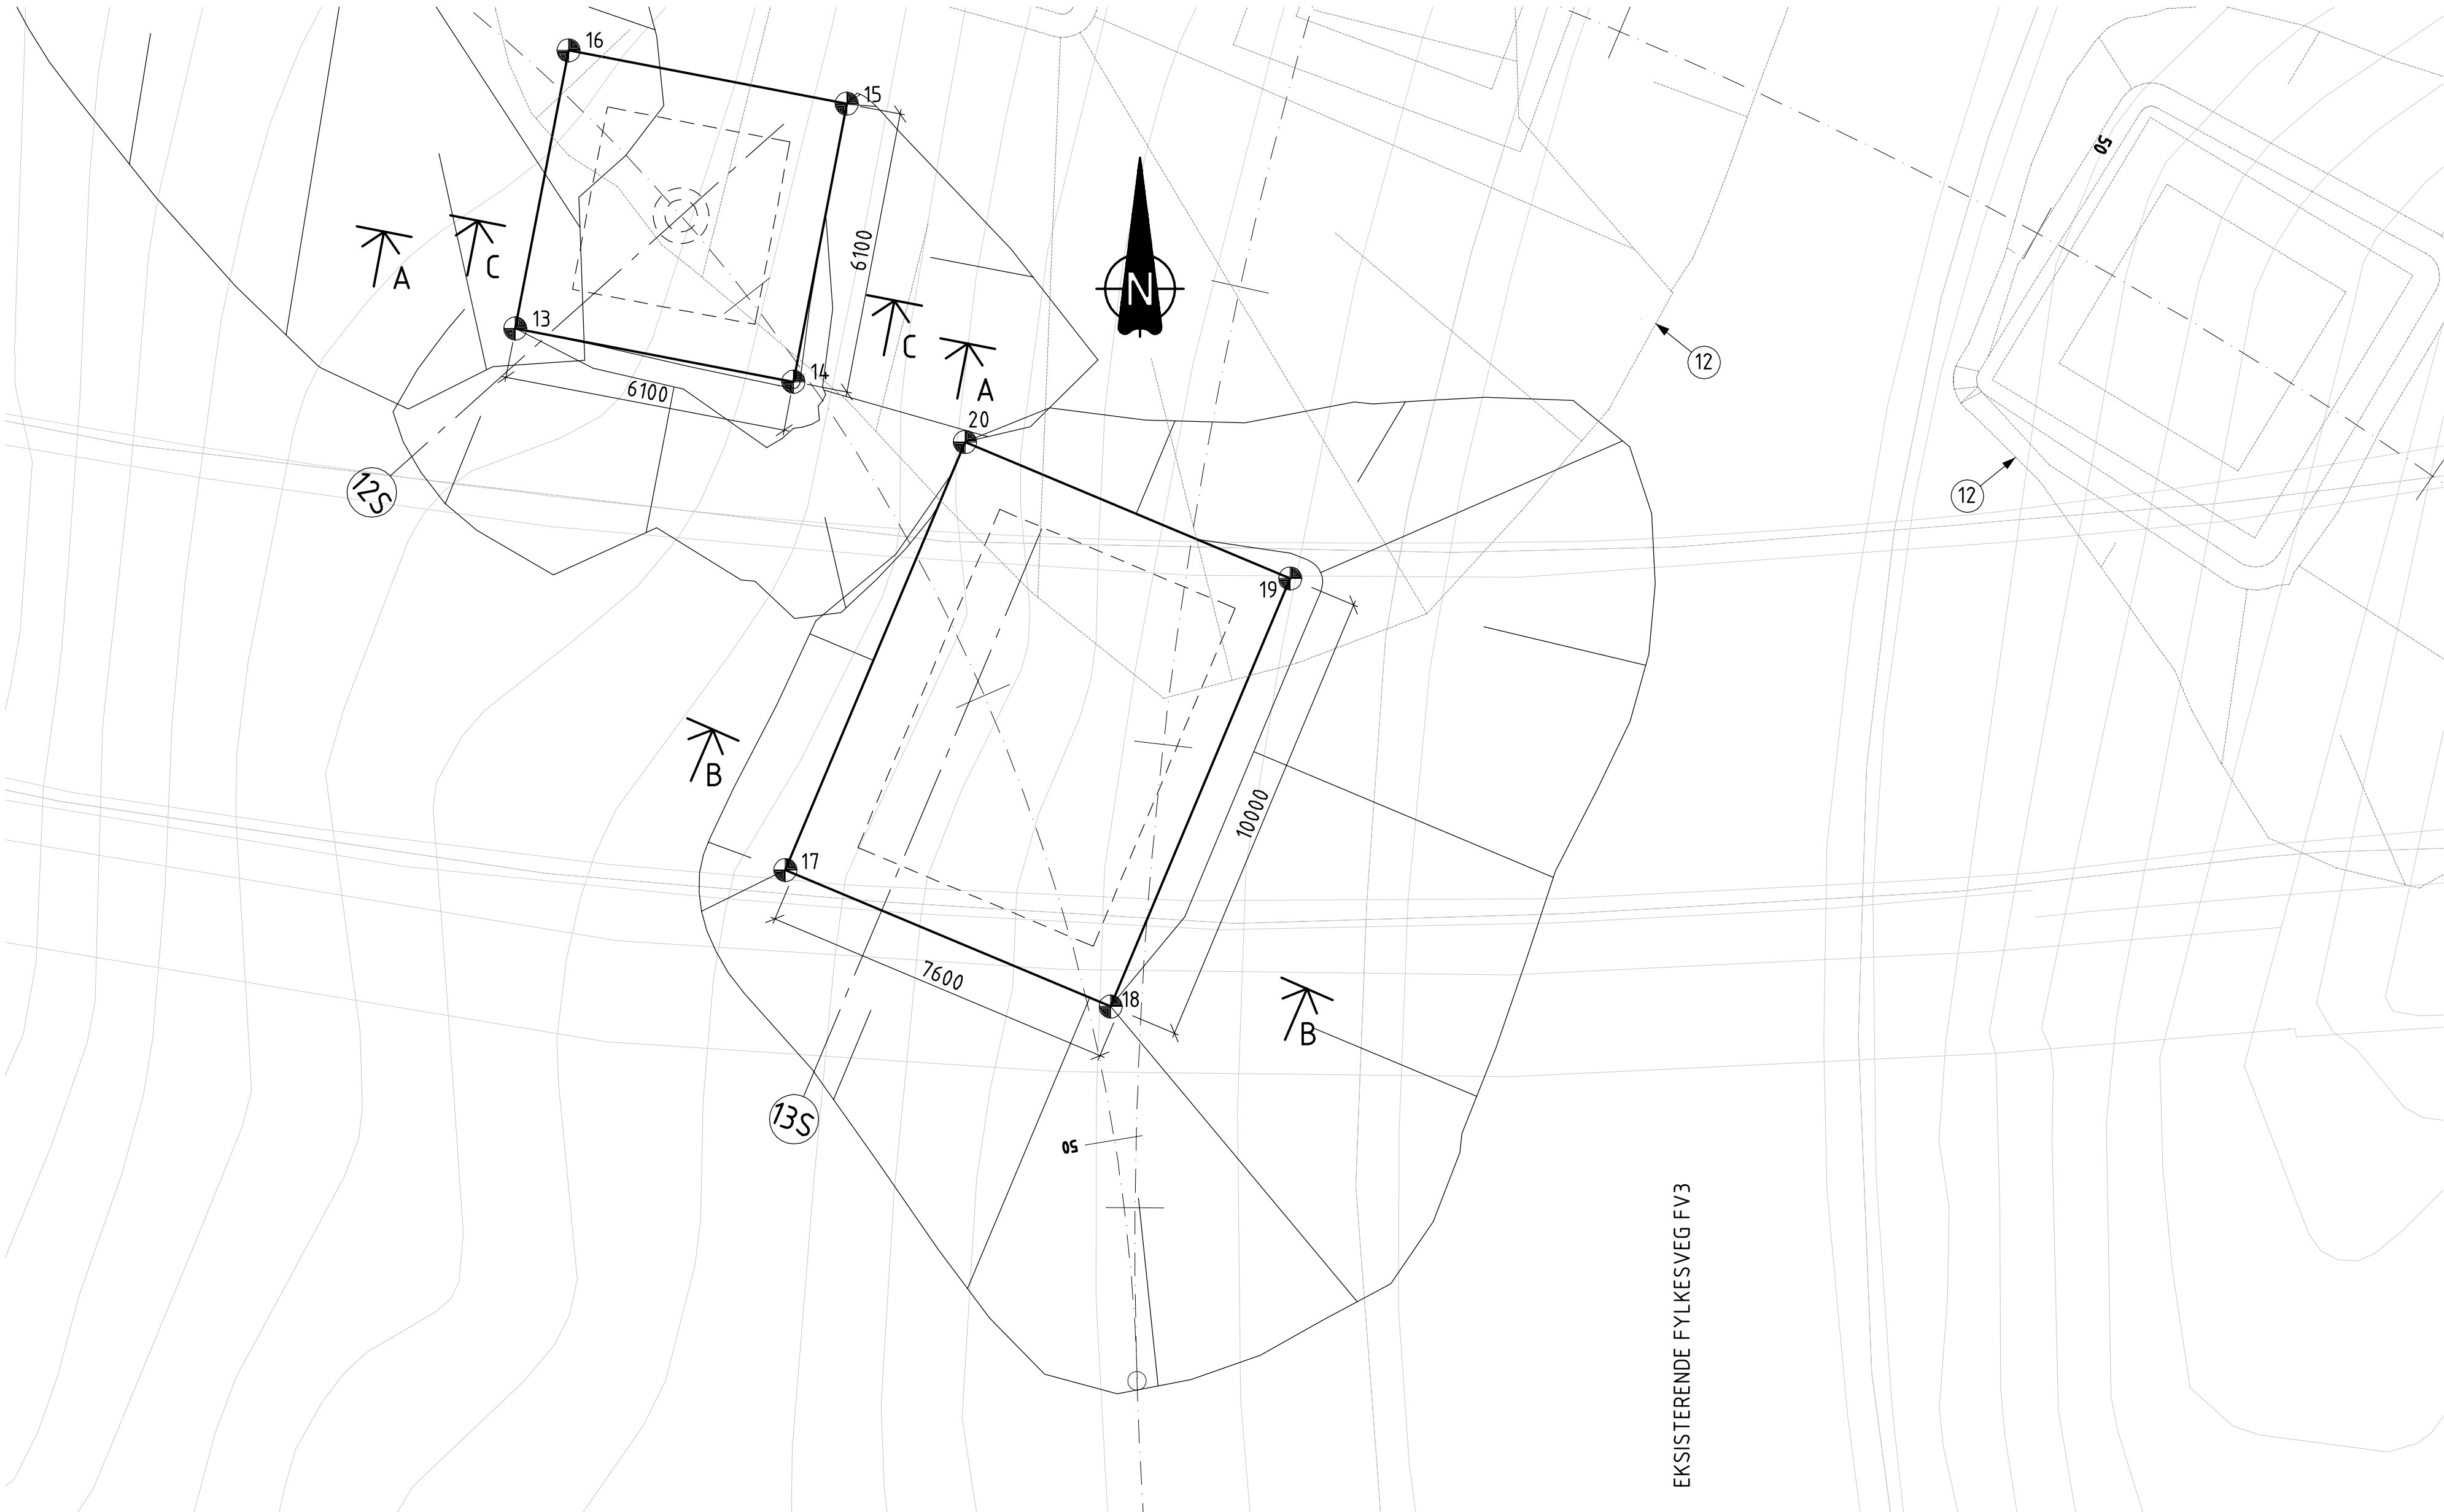 16
15
50
6100
A
C
N
13
C
12
14
A
6100
20
12S
12
19
B
10000
17
7600
18
B
13S
50
EKSISTERENDE FYLKESVEG FV3